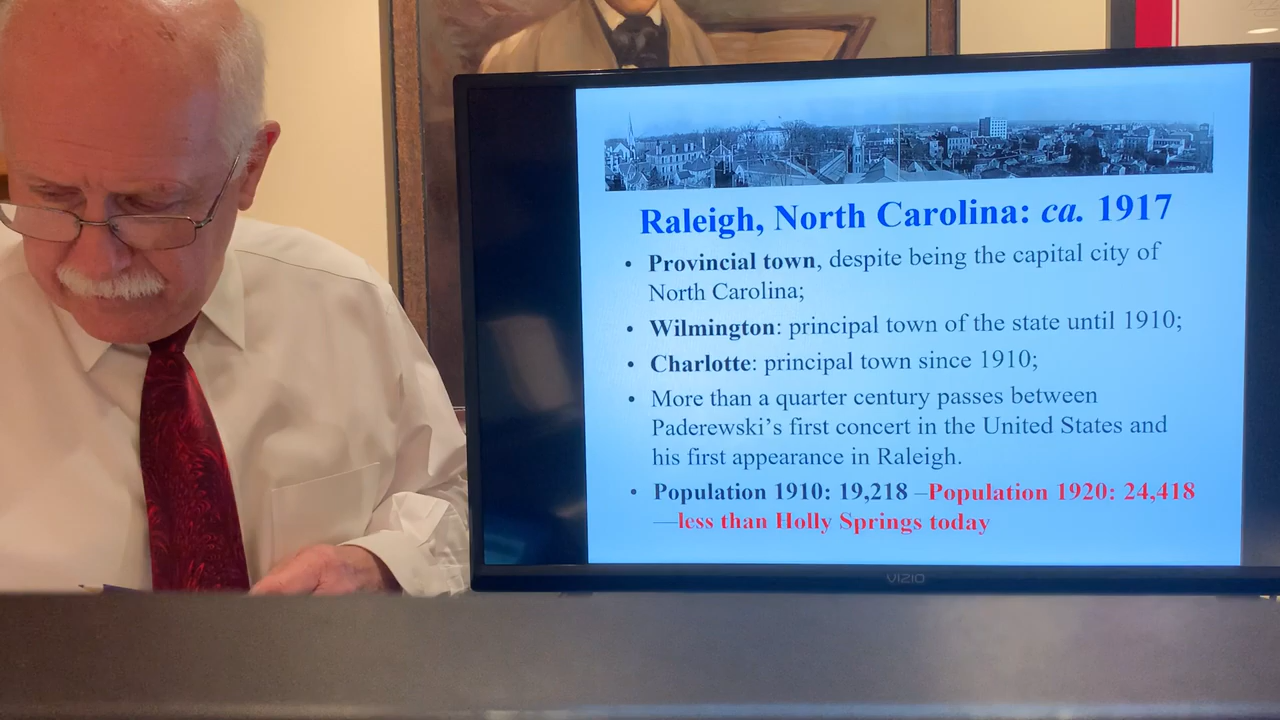 Raleigh, North Carolina: ca. 1917
• Provincial town, despite being the capital city of
North Carolina;
• Wilmington: principal town of the state until 1910;
• Charlotte: principal town since 1910;
• More than a quarter century passes between
Paderewski's first concert in the United States and
his first appearance in Raleigh.
• Population 1910: 19,218 –Population 1920: 24,418
—less than Holly Springs today
VIZIO